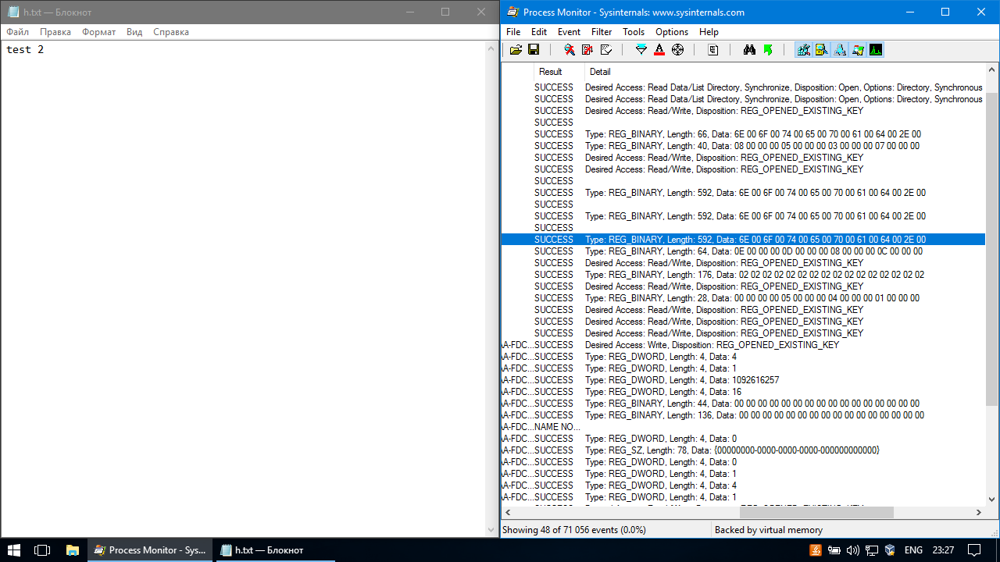 h.txt — Блокнот
Файл Правка Формат Вид Справка
test 2
Process Monitor - Sysinternals: www.sysinternals.com
File Edit Event Filter Tools Options Help
Result Detail
SUCCESS Desired Access: Read Data/List Directory, Synchronize, Disposition: Open, Options: Directory, Synchronous
SUCCESS Desired Access: Read Data/List Directory, Synchronize, Disposition: Open, Options: Directory, Synchronous
SUCCESS Desired Access: Read/Write, Disposition: REG_OPENED_EXISTING_KEY
SUCCESS
SUCCESS Type: REG_BINARY, Length: 66, Data: 6E 00 6F 00 74 00 65 00 70 00 61 00 64 00 2E 00
SUCCESS Type: REG_BINARY, Length: 40, Data: 08 00 00 00 05 00 00 00 03 00 00 00 07 00 00 00
SUCCESS Desired Access: Read/Write, Disposition: REG_OPENED_EXISTING_KEY
SUCCESS Desired Access: Read/Write, Disposition: REG_OPENED_EXISTING_KEY
SUCCESS
SUCCESS Type: REG_BINARY, Length: 592, Data: 6E 00 6F 00 74 00 65 00 70 00 61 00 64 00 2E 00
SUCCESS
SUCCESS Type: REG_BINARY, Length: 592, Data: 6E 00 6F 00 74 00 65 00 70 00 61 00 64 00 2E 00
SUCCESS
SUCCESS Type: REG_BINARY, Length: 592, Data: 6E 00 6F 00 74 00 65 00 70 00 61 00 64 00 2E 00
SUCCESS Type: REG_BINARY, Length: 64, Data: 0E 00 00 00 0D 00 00 00 08 00 00 00 0C 00 00 00
SUCCESS Desired Access: Read/Write, Disposition: REG_OPENED_EXISTING_KEY
SUCCESS Type: REG_BINARY, Length: 176, Data: 02 02 02 02 02 02 02 02 02 02 02 02 02 02 02 02
SUCCESS Desired Access: Read/Write, Disposition: REG_OPENED_EXISTING_KEY
SUCCESS Type: REG_BINARY, Length: 28, Data: 00 00 00 00 05 00 00 00 04 00 00 00 01 00 00 00
SUCCESS Desired Access: Read/Write, Disposition: REG_OPENED_EXISTING_KEY
SUCCESS Desired Access: Read/Write, Disposition: REG_OPENED_EXISTING_KEY
SUCCESS Desired Access: Read/Write, Disposition: REG_OPENED_EXISTING_KEY
A-FDC...SUCCESS Desired Access: Write, Disposition: REG_OPENED_EXISTING_KEY
A-FDC...SUCCESS Type: REG_DWORD, Length: 4, Data: 4
A-FDC...SUCCESS Type: REG_DWORD, Length: 4, Data: 1
A-FDC...SUCCESS Type: REG_DWORD, Length: 4, Data: 1092616257
A-FDC...SUCCESS Type: REG_DWORD, Length: 4, Data: 16
A-FDC...SUCCESS Type: REG_BINARY, Length: 44, Data: 00 00 00 00 00 00 00 00 00 00 00 00 00 00 00 00
A-FDC...SUCCESS Type: REG_BINARY, Length: 136, Data: 00 00 00 00 00 00 00 00 00 00 00 00 00 00 00 00
A-FDC...NAME NO...
A-FDC...SUCCESS Type: REG_DWORD, Length: 4, Data: 0
A-FDC...SUCCESS Type: REG_SZ, Length: 78, Data: {00000000-0000-0000-0000-000000000000}
A-FDC...SUCCESS Type: REG_DWORD, Length: 4, Data: 0
A-FDC...SUCCESS Type: REG_DWORD, Length: 4, Data: 1
A-FDC...SUCCESS Type: REG_DWORD, Length: 4, Data: 4
A-FDC...SUCCESS Type: REG_DWORD, Length: 4, Data: 1
Showing 48 of 71 056 events (0.0%) Backed by virtual memory
Process Monitor - Sys... h.txt — Блокнот ENG 23:27